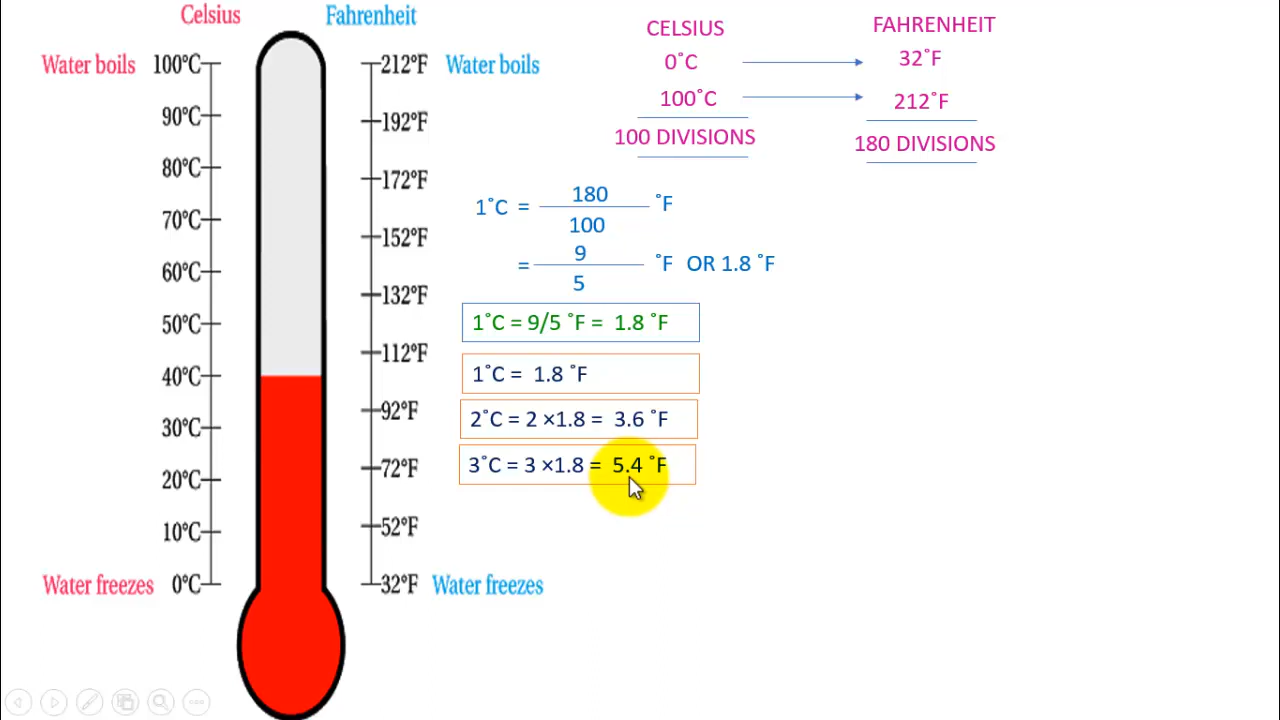 Celsius Fahrenheit
Water boils 100°C 212°F Water boils
90°C 192°F
80°C 172°F
70°C 152°F
60°C 132°F
50°C 112°F
40°C 92°F
30°C 72°F
20°C 52°F
10°C
Water freezes 0°C 32°F Water freezes
CELSIUS FAHRENHEIT
0˚C 32˚F
100˚C 212˚F
100 DIVISIONS 180 DIVISIONS
1˚C = 180 ˚F
100
= 9 ˚F OR 1.8 ˚F
5
1˚C = 9/5 ˚F = 1.8 ˚F
1˚C = 1.8 ˚F
2˚C = 2 ×1.8 = 3.6 ˚F
3˚C = 3 ×1.8 = 5.4 ˚F